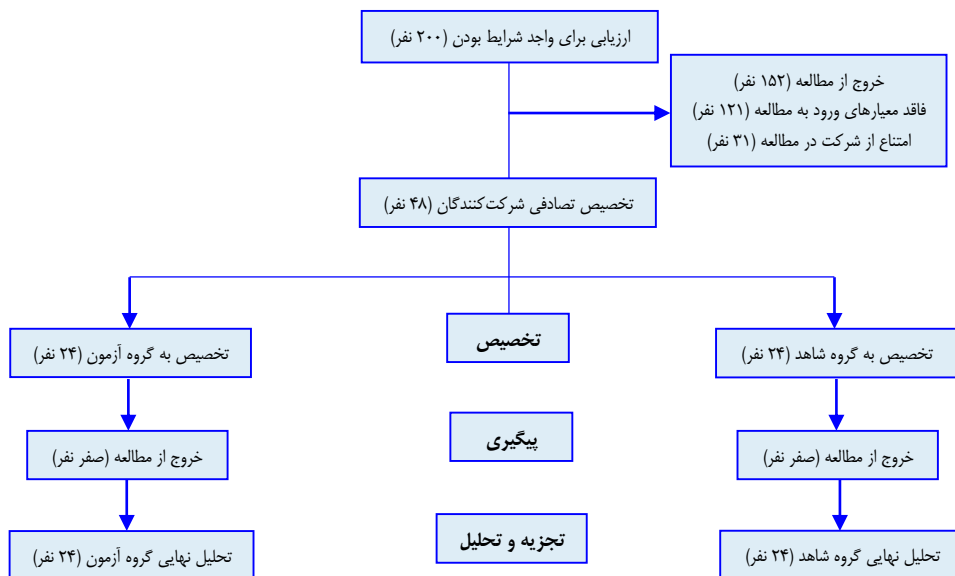 ارزیابی برای واجد شرایط بودن (۲۰۰ نفر)
خروج از مطالعه (۱۵۲ نفر)
فاقد معیارهای ورود به مطالعه (۱۲۱ نفر)
امتناع از شرکت در مطالعه (۳۱ نفر)
تخصیص تصادفی شرکت‌کنندگان (۴۸ نفر)
تخصیص به گروه شاهد (۲۴ نفر)
تخصیص
تخصیص به گروه آزمون (۲۴ نفر)
خروج از مطالعه (صفر نفر)
پیگیری
خروج از مطالعه (صفر نفر)
تحلیل نهایی گروه شاهد (۲۴ نفر)
تجزیه و تحلیل
تحلیل نهایی گروه آزمون (۲۴ نفر)